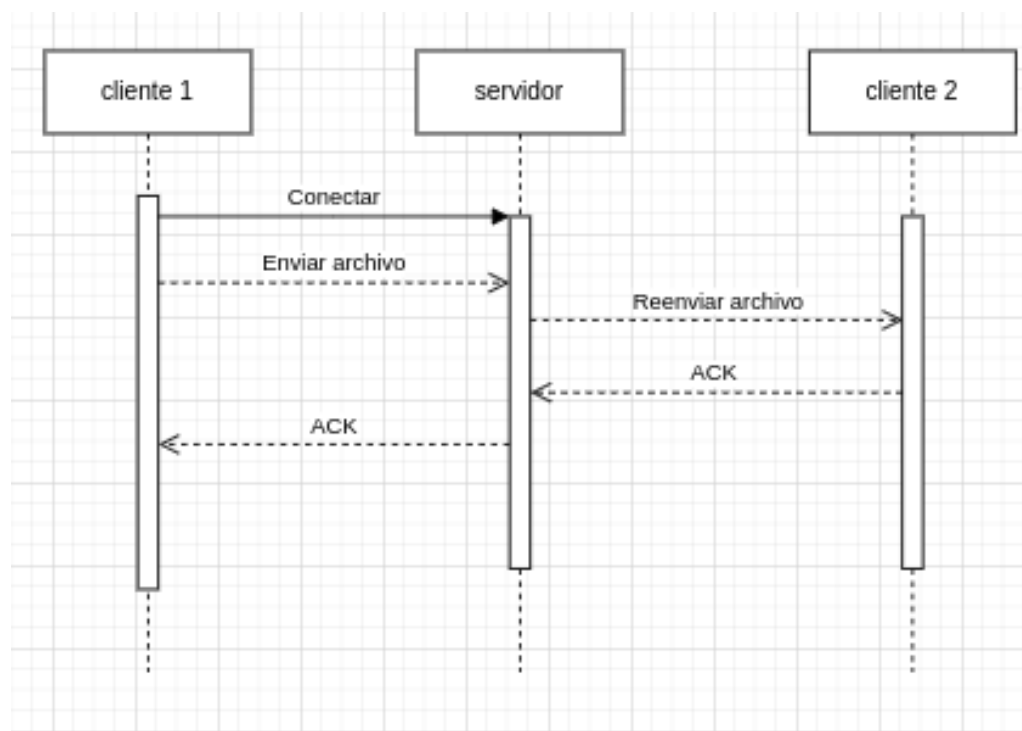 cliente 1
servidor
cliente 2
Conectar
Enviar archivo
Reenviar archivo
ACK
ACK